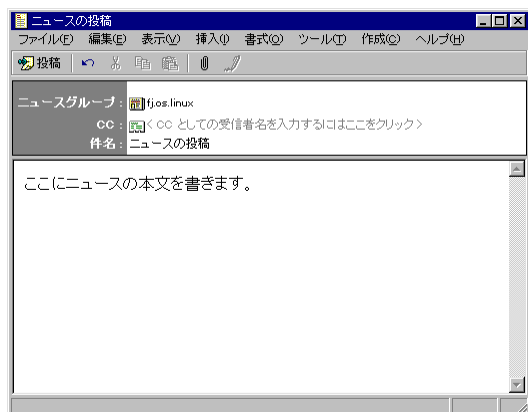 ニュースの投稿
ファイル(F) 編集(E) 表示(V) 挿入(I) 書式(O) ツール(T) 作成(C) ヘルプ(H)
投稿
ニュースグループ : fj.os.linux
CC : < CC としての受信者名を入力するにはここをクリック >
件名 : ニュースの投稿
ここにニュースの本文を書きます。